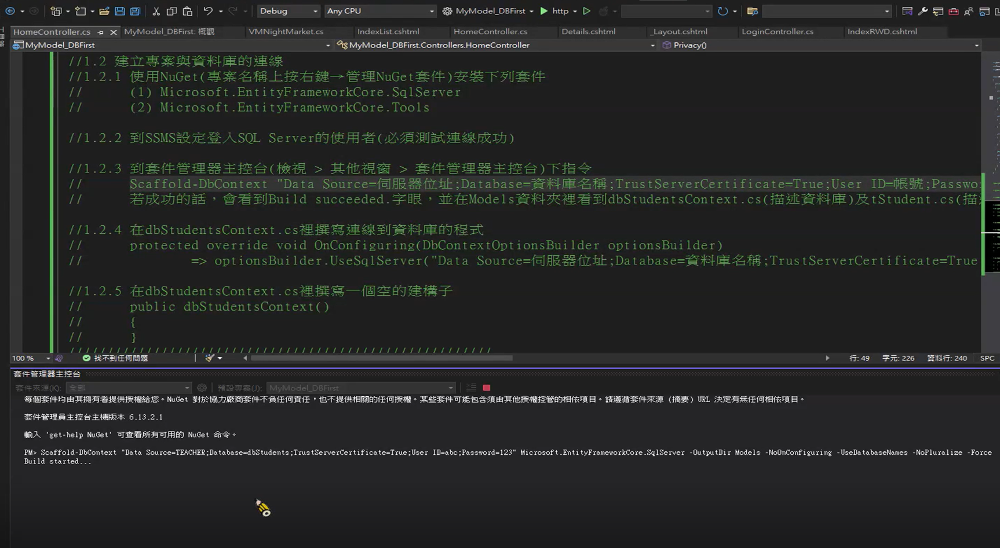 Debug Any CPU MyModel_DBFirst http
HomeController.cs MyModel_DBFirst: 概觀 VMNightMarket.cs IndexList.cshtml HomeController.cs Details.cshtml _Layout.cshtml LoginController.cs IndexRWD.cshtml
MyModel_DBFirst MyModel_DBFirst.Controllers.HomeController Privacy()
//1.2 建立專案與資料庫的連線
//1.2.1 使用NuGet(專案名稱上按右鍵→管理NuGet套件)安裝下列套件
// (1) Microsoft.EntityFrameworkCore.SqlServer
// (2) Microsoft.EntityFrameworkCore.Tools
//1.2.2 到SSMS設定登入SQL Server的使用者(必須測試連線成功)
//1.2.3 到套件管理器主控台(檢視 > 其他視窗 > 套件管理器主控台)下指令
// Scaffold-DbContext "Data Source=伺服器位址;Database=資料庫名稱;TrustServerCertificate=True;User ID=帳號;Passwo
// 若成功的話，會看到Build succeeded.字眼，並在Models資料夾裡看到dbStudentsContext.cs(描述資料庫)及tStudent.cs(描
//1.2.4 在dbStudentsContext.cs裡撰寫連線到資料庫的程式
// protected override void OnConfiguring(DbContextOptionsBuilder optionsBuilder)
// => optionsBuilder.UseSqlServer("Data Source=伺服器位址;Database=資料庫名稱;TrustServerCertificate=True
//1.2.5 在dbStudentsContext.cs裡撰寫一個空的建構子
// public dbStudentsContext()
// {
// }
////////////////////////////////////////////////////////
100 % 找不到任何問題 行: 49 字元: 226 資料行: 240 SPC
套件管理器主控台
套件來源(K): 全部 預設專案(J): MyModel_DBFirst
每個套件均由其擁有者提供授權給您。NuGet 對於協力廠商套件不負任何責任，也不提供相關的任何授權。某些套件可能包含須由其他授權控管的相依項目。請遵循套件來源 (摘要) URL 決定有無任何相依項目。
套件管理員主控台主機版本 6.13.2.1
輸入 'get-help NuGet' 可查看所有可用的 NuGet 命令。
PM> Scaffold-DbContext "Data Source=TEACHER;Database=dbStudents;TrustServerCertificate=True;User ID=abc;Password=123" Microsoft.EntityFrameworkCore.SqlServer -OutputDir Models -NoOnConfiguring -UseDatabaseNames -NoPluralize -Force
Build started...